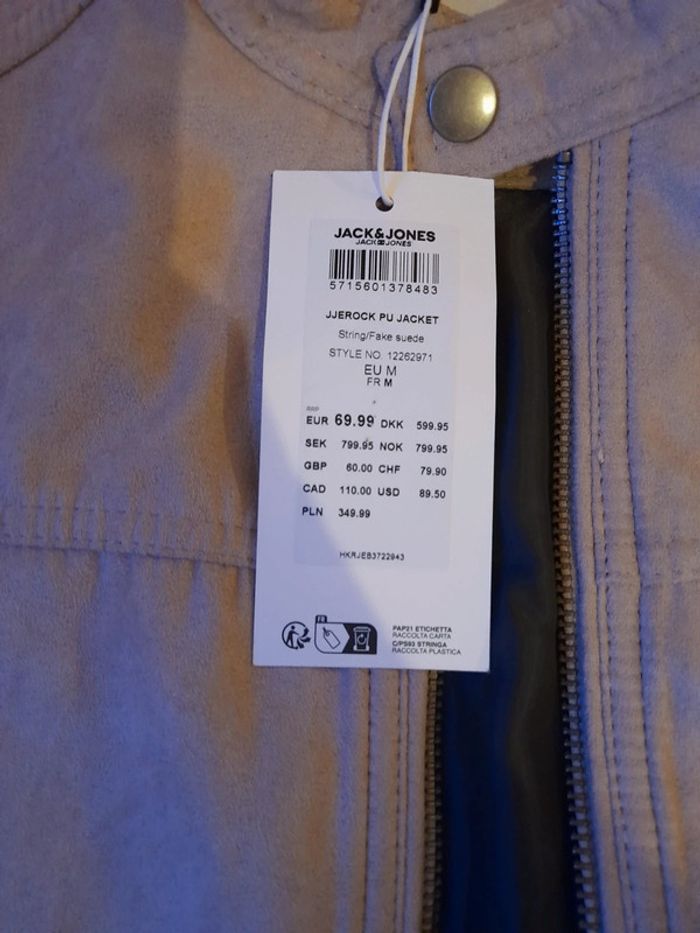 JACK&JONES
JACK&JONES
5715601378483
JJEROCK PU JACKET
String/Fake suede
STYLE NO. 12262971
EU M
FR M
RRP
EUR 69.99 DKK 599.95
SEK 799.95 NOK 799.95
GBP 60.00 CHF 79.90
CAD 110.00 USD 89.50
PLN 349.99
HKRJEB3722943
FR
PAP21 ETICHETTA
RACCOLTA CARTA
C/PS93 STRINGA
RACCOLTA PLASTICA